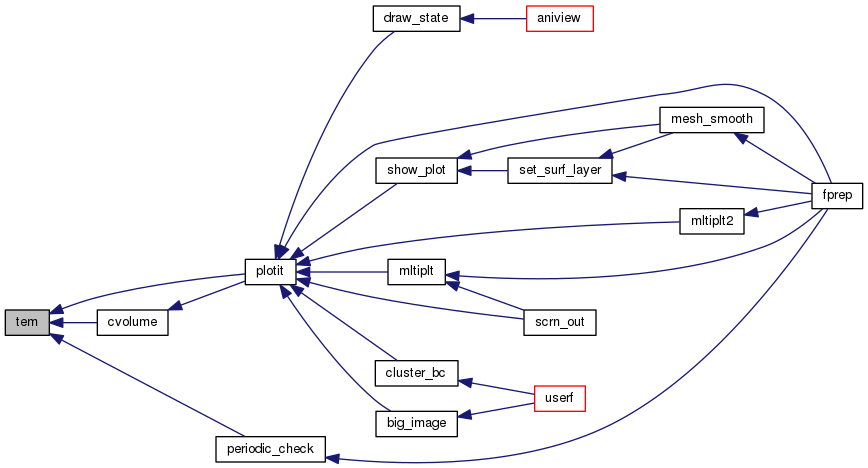 draw_state
aniview
mesh_smooth
show_plot
set_surf_layer
fprep
mltiplt2
plotit
mltiplt
tem
cvolume
scrn_out
cluster_bc
userf
big_image
periodic_check